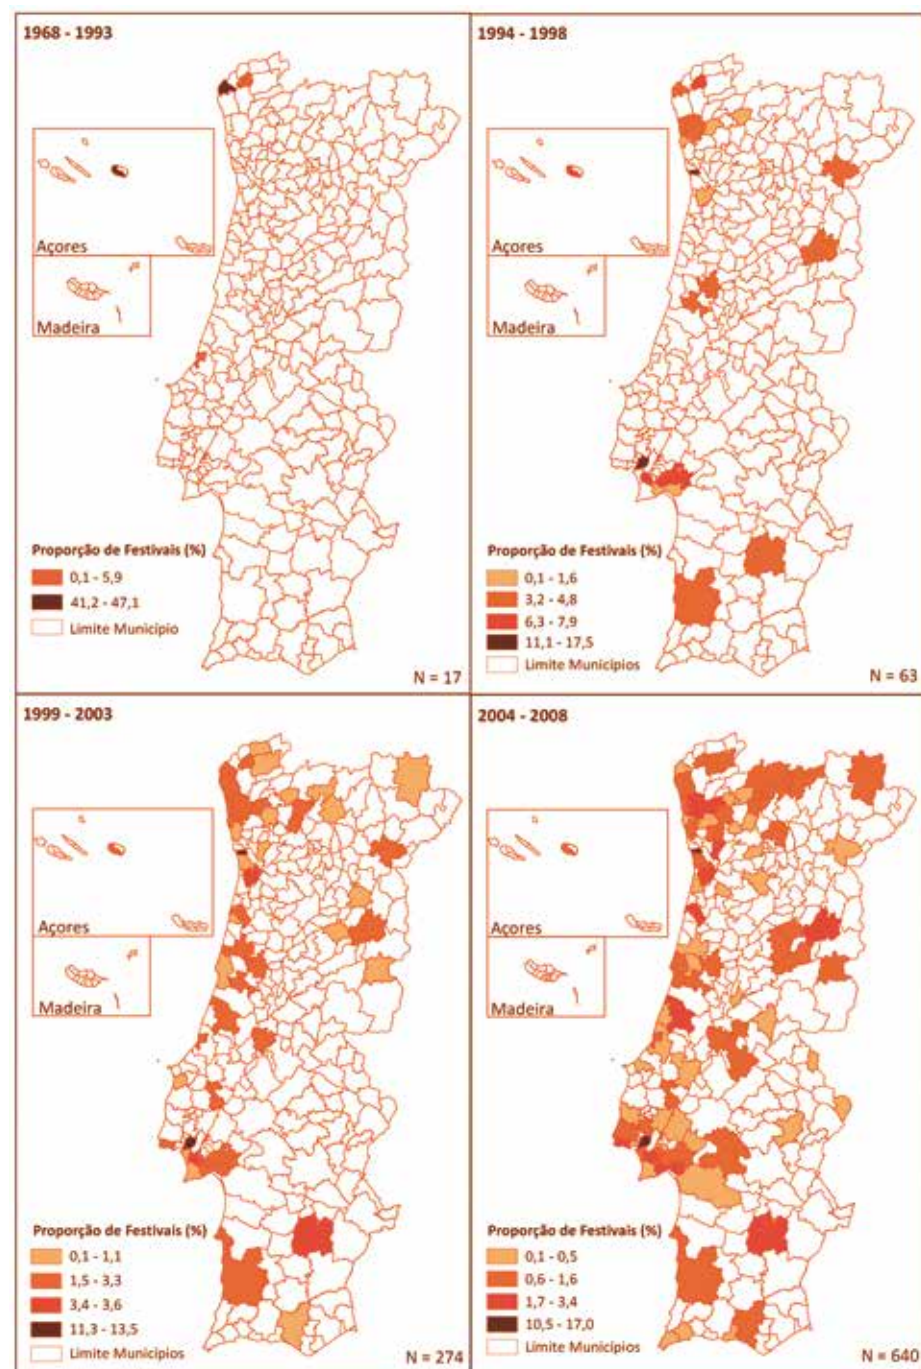 1968 - 1993
Açores
Madeira
Proporção de Festivais (%)
0,1 - 5,9
41,2 - 47,1
Limite Município
N = 17
1994 - 1998
Açores
Madeira
Proporção de Festivais (%)
0,1 - 1,6
3,2 - 4,8
6,3 - 7,9
11,1 - 17,5
Limite Municípios
N = 63
1999 - 2003
Açores
Madeira
Proporção de Festivais (%)
0,1 - 1,1
1,5 - 3,3
3,4 - 3,6
11,3 - 13,5
Limite Municípios
N = 274
2004 - 2008
Açores
Madeira
Proporção de Festivais (%)
0,1 - 0,5
0,6 - 1,6
1,7 - 3,4
10,5 - 17,0
Limite Municípios
N = 640